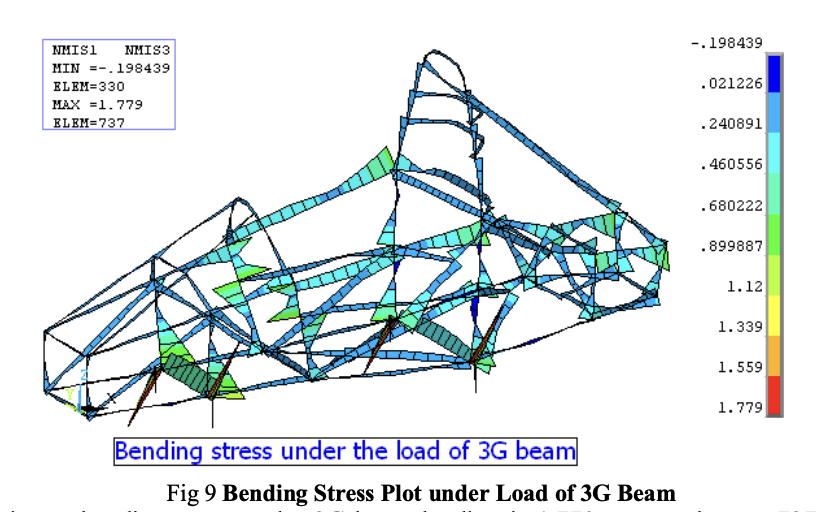 NMIS1 NMIS3
MIN =-.198439
ELEM=330
MAX =1.779
ELEM=737
-.198439
.021226
.240891
.460556
.680222
.899887
1.12
1.339
1.559
1.779
Z
Y
X
Bending stress under the load of 3G beam
Fig 9 Bending Stress Plot under Load of 3G Beam